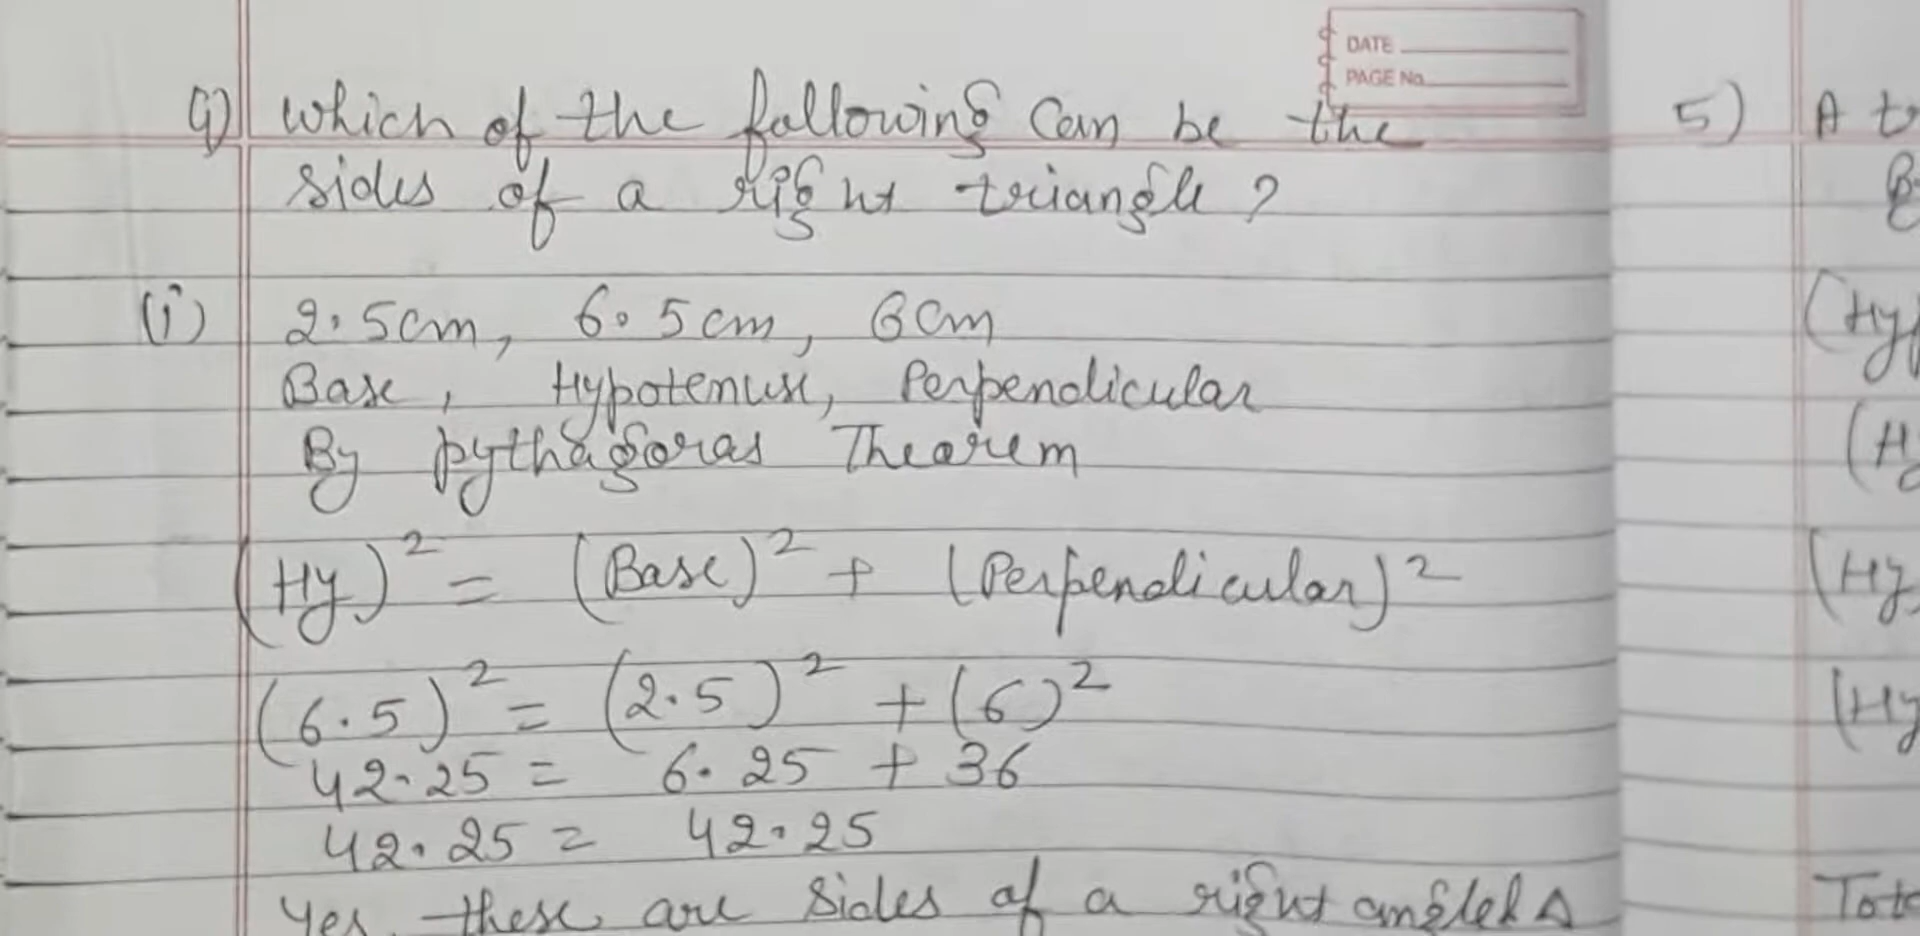 DATE
PAGE No.
4) which of the following can be the
sides of a right triangle ?
(i) 2.5cm, 6.5cm, 6cm
Base, Hypotenuse, Perpendicular
By pythagoras Thearem
(Hy)² = (Base)² + (Perpendicular)²
(6.5)² = (2.5)² + (6)²
42.25 = 6.25 + 36
42.25 = 42.25
Yes, these are sides of a right angled Δ
5) A
(Hy
(Hy
(Hy